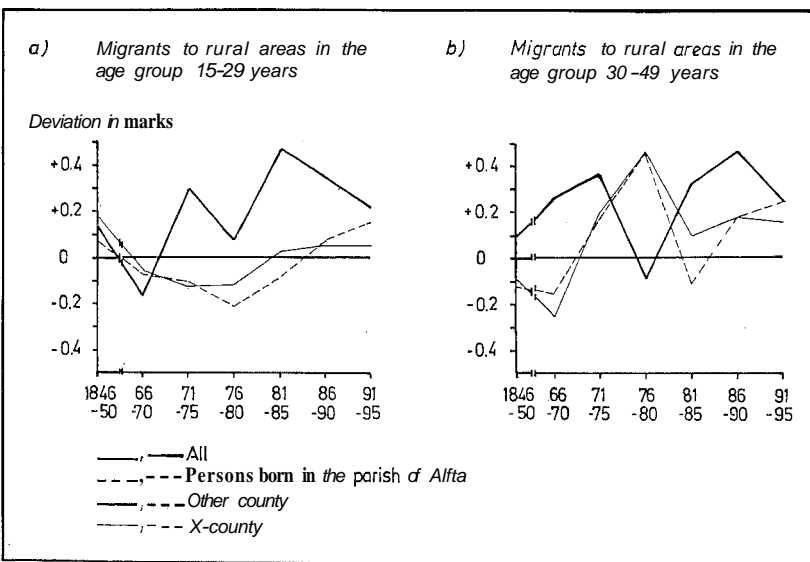 a) Migrants to rural areas in the
age group 15-29 years
Deviation in marks
+0.4
+0.2
0
-0.2
-0.4
1846 66 71 76 81 86 91
-50 -70 -75 -80 -85 -90 -95
b) Migrants to rural areas in the
age group 30-49 years
+0.4
+0.2
0
-0.2
-0.4
1846 66 71 76 81 86 91
-50 -70 -75 -80 -85 -90 -95
All
Persons born in the parish of Alfta
Other county
X-county